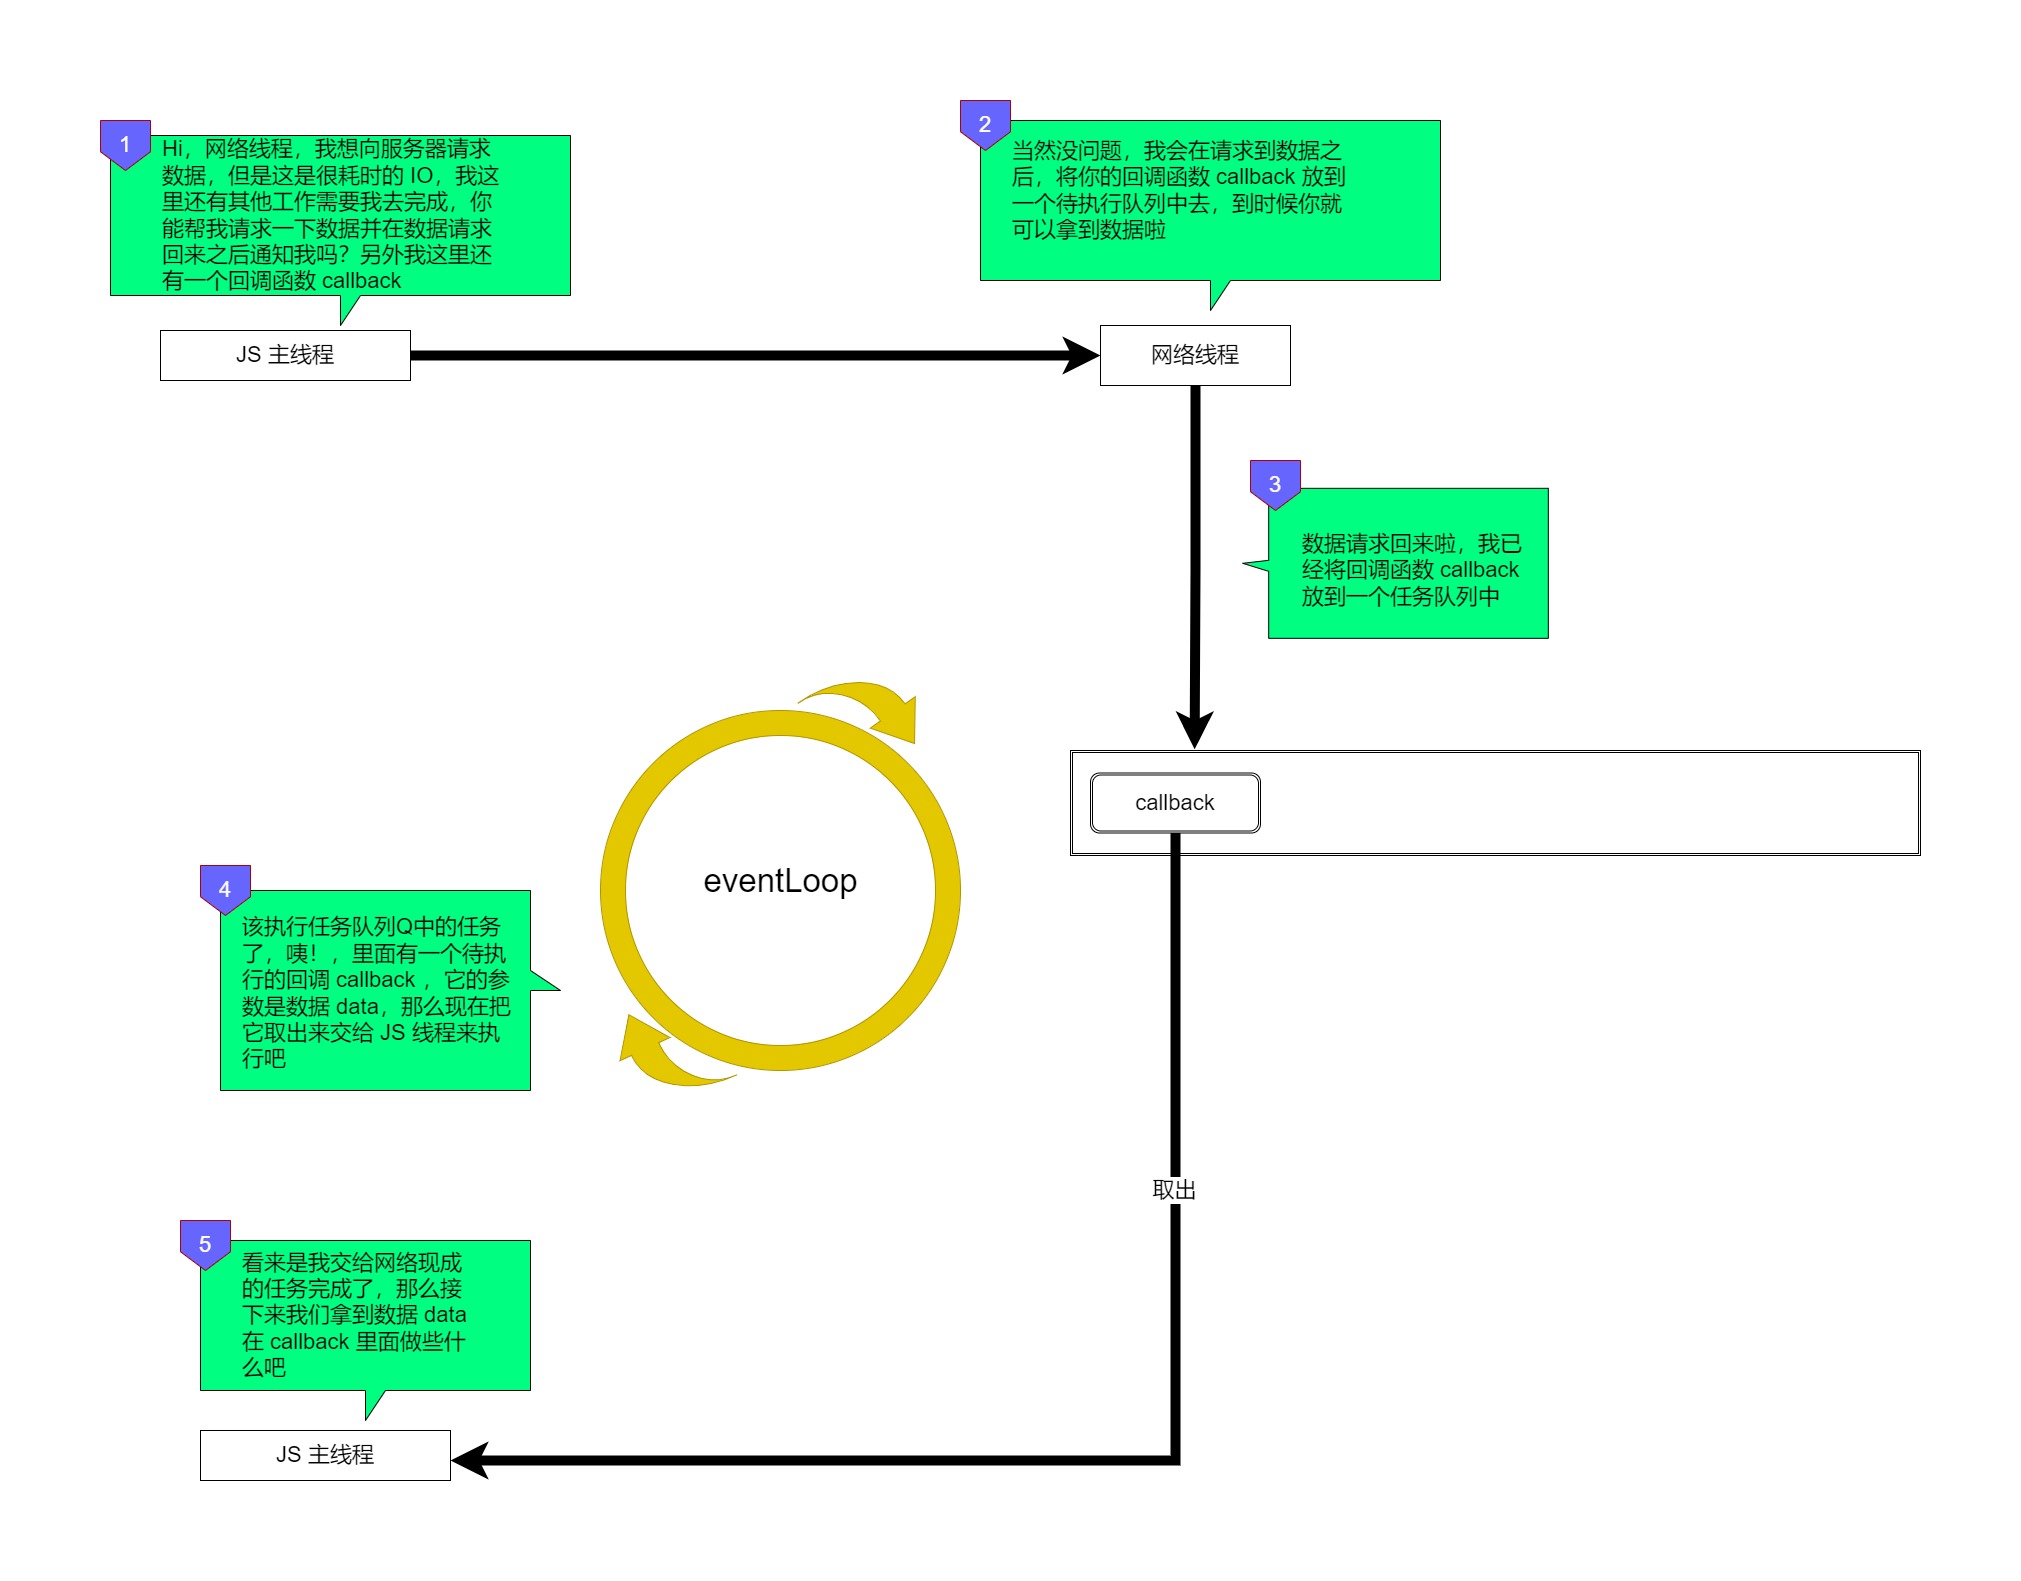 1
Hi，网络线程，我想向服务器请求
数据，但是这是很耗时的 IO，我这
里还有其他工作需要我去完成，你
能帮我请求一下数据并在数据请求
回来之后通知我吗？另外我这里还
有一个回调函数 callback
JS 主线程
2
当然没问题，我会在请求到数据之
后，将你的回调函数 callback 放到
一个待执行队列中去，到时候你就
可以拿到数据啦
网络线程
3
数据请求回来啦，我已
经将回调函数 callback
放到一个任务队列中
callback
eventLoop
4
该执行任务队列Q中的任务
了，咦！，里面有一个待执
行的回调 callback ，它的参
数是数据 data，那么现在把
它取出来交给 JS 线程来执
行吧
取出
5
看来是我交给网络现成
的任务完成了，那么接
下来我们拿到数据 data
在 callback 里面做些什
么吧
JS 主线程